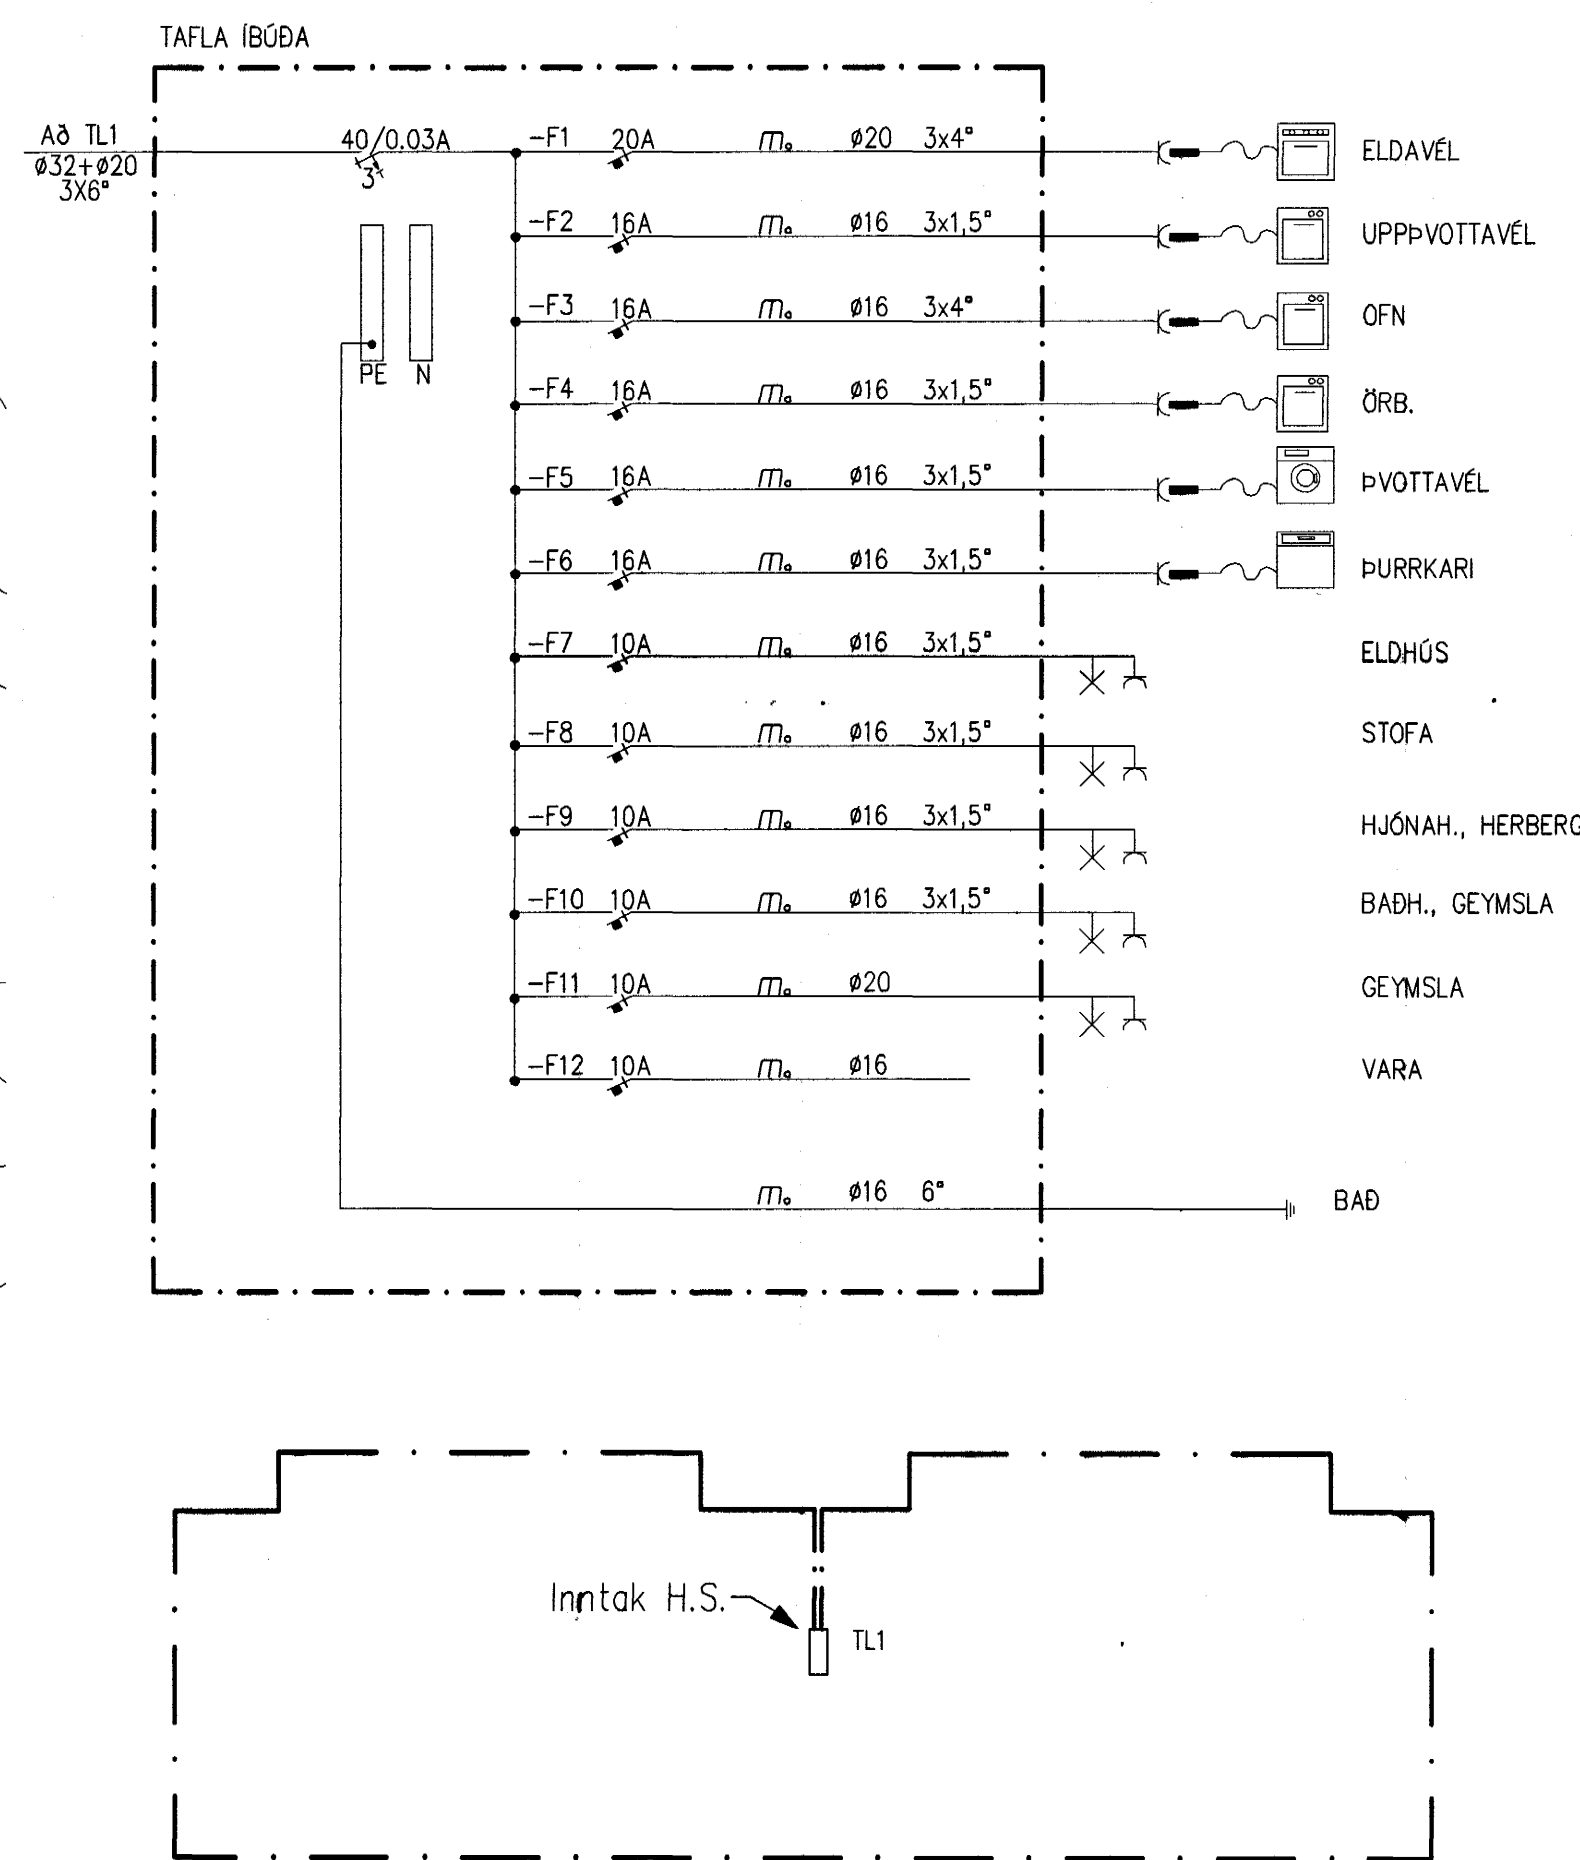 TAFLA ÍBÚÐA
Að TL1
ø32+ø20
3X6▫
40/0.03A
3
PE N
-F1 20A m. ø20 3x4▫ ELDAVÉL
-F2 16A m. ø16 3x1,5▫ UPPÞVOTTAVÉL
-F3 16A m. ø16 3x4▫ OFN
-F4 16A m. ø16 3x1,5▫ ÖRB.
-F5 16A m. ø16 3x1,5▫ ÞVOTTAVÉL
-F6 16A m. ø16 3x1,5▫ ÞURRKARI
-F7 10A m. ø16 3x1,5▫ ELDHÚS
-F8 10A m. ø16 3x1,5▫ STOFA
-F9 10A m. ø16 3x1,5▫ HJÓNAH., HERBERG
-F10 10A m. ø16 3x1,5▫ BAÐH., GEYMSLA
-F11 10A m. ø20 GEYMSLA
-F12 10A m. ø16 VARA
m. ø16 6▫ BAÐ
Inntak H.S.
TL1